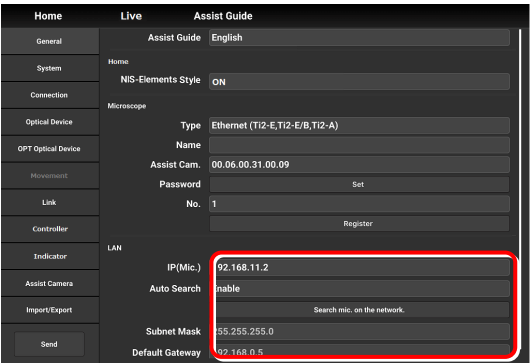 Home
Live
Assist Guide
General
System
Connection
Optical Device
OPT Optical Device
Movement
Link
Controller
Indicator
Assist Camera
Import/Export
Send
Assist Guide English
Home
NIS-Elements Style ON
Microscope
Type Ethernet (Ti2-E,Ti2-E/B,Ti2-A)
Name
Assist Cam. 00.06.00.31.00.09
Password Set
No. 1
Register
LAN
IP(Mic.) 192.168.11.2
Auto Search Enable
Search mic. on the network.
Subnet Mask 255.255.255.0
Default Gateway 192.168.0.5